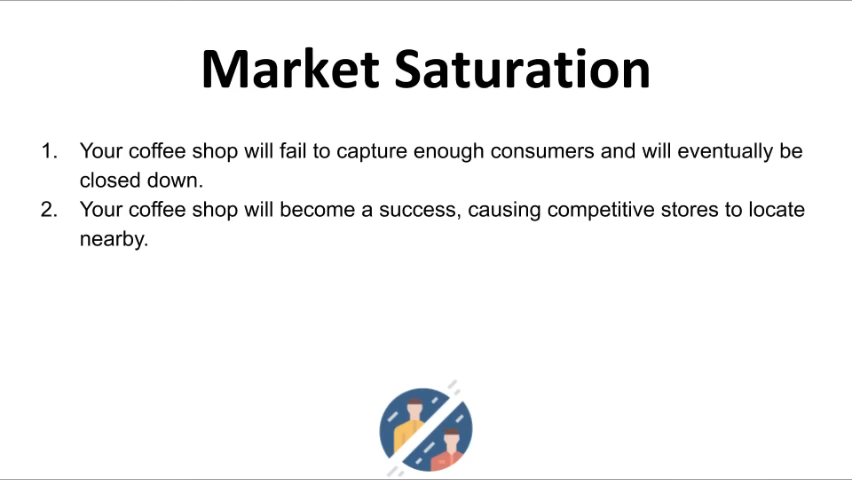 Market Saturation
1. Your coffee shop will fail to capture enough consumers and will eventually be
closed down.
2. Your coffee shop will become a success, causing competitive stores to locate
nearby.